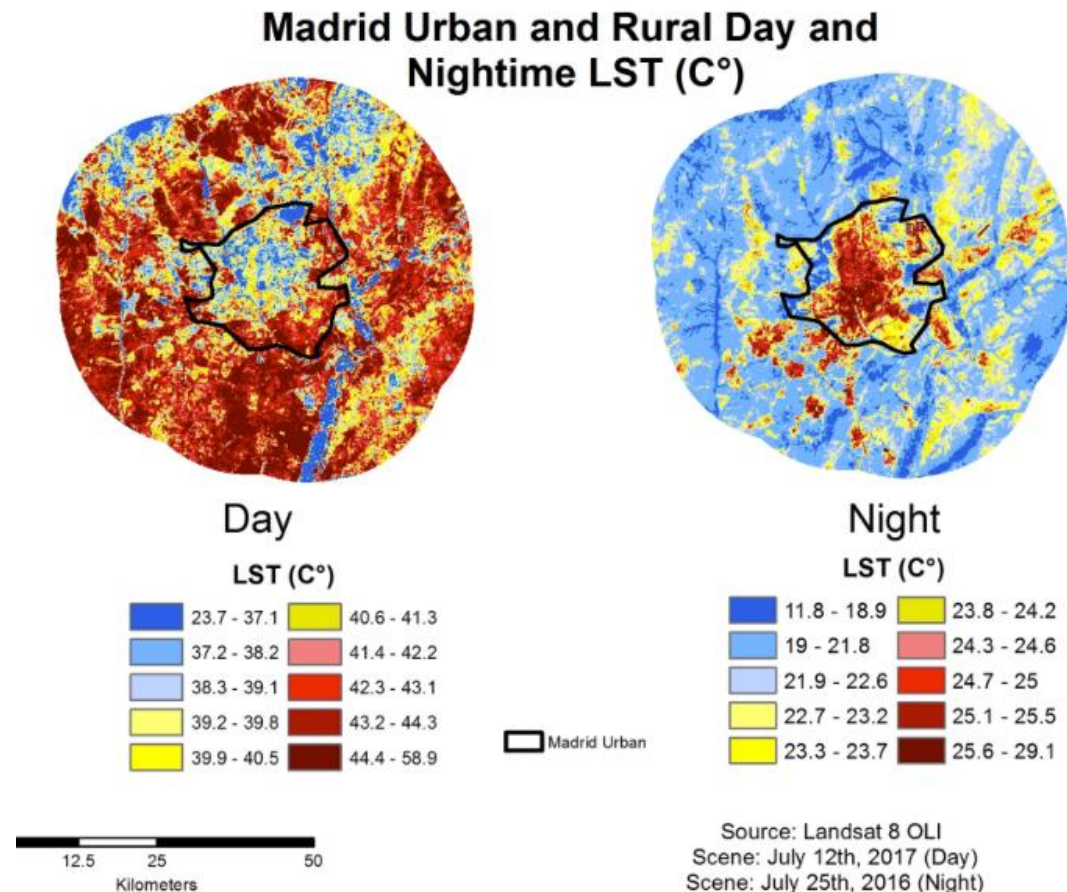 Madrid Urban and Rural Day and
Nightime LST (C°)
Day
Night
LST (C°)
23.7 - 37.1
40.6 - 41.3
37.2 - 38.2
41.4 - 42.2
38.3 - 39.1
42.3 - 43.1
39.2 - 39.8
43.2 - 44.3
39.9 - 40.5
44.4 - 58.9
Madrid Urban
LST (C°)
11.8 - 18.9
23.8 - 24.2
19 - 21.8
24.3 - 24.6
21.9 - 22.6
24.7 - 25
22.7 - 23.2
25.1 - 25.5
23.3 - 23.7
25.6 - 29.1
12.5 25 50
Kilometers
Source: Landsat 8 OLI
Scene: July 12th, 2017 (Day)
Scene: July 25th, 2016 (Night)